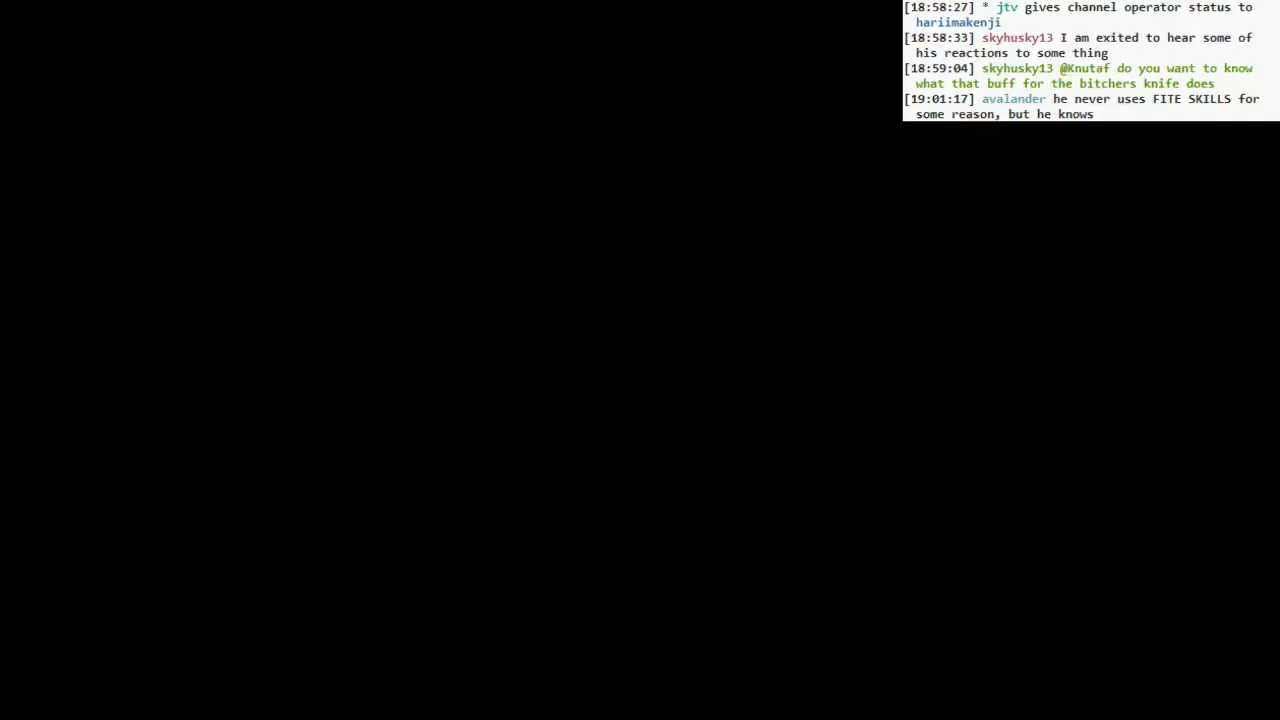 [18:58:27] * jtv gives channel operator status to
hariimakenji
[18:58:33] skyhusky13 I am exited to hear some of
his reactions to some thing
[18:59:04] skyhusky13 @Knutaf do you want to know
what that buff for the bitchers knife does
[19:01:17] avalander he never uses FITE SKILLS for
some reason, but he knows